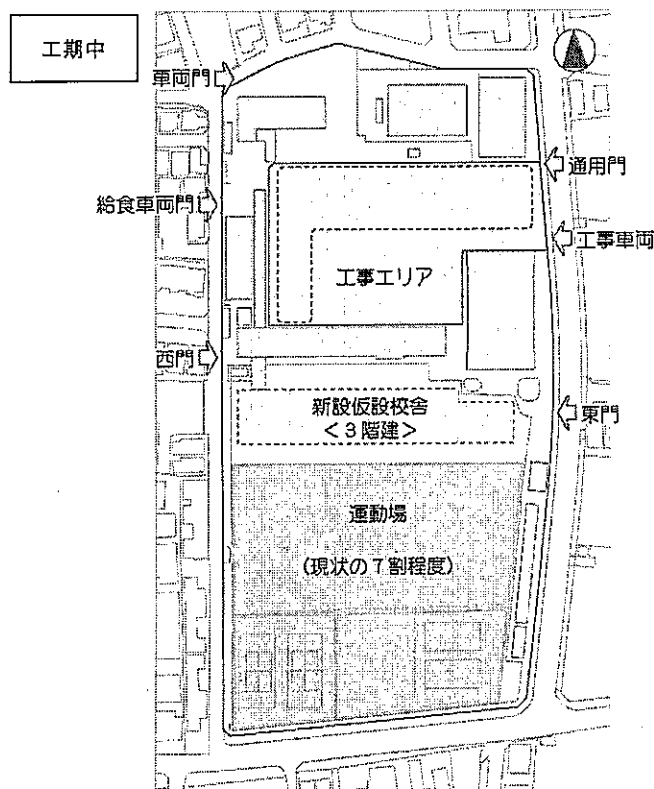 工期中
車両門
通用門
給食車両門
工事車両
工事エリア
西門
新設仮設校舎
<3階建>
東門
運動場
(現状の7割程度)